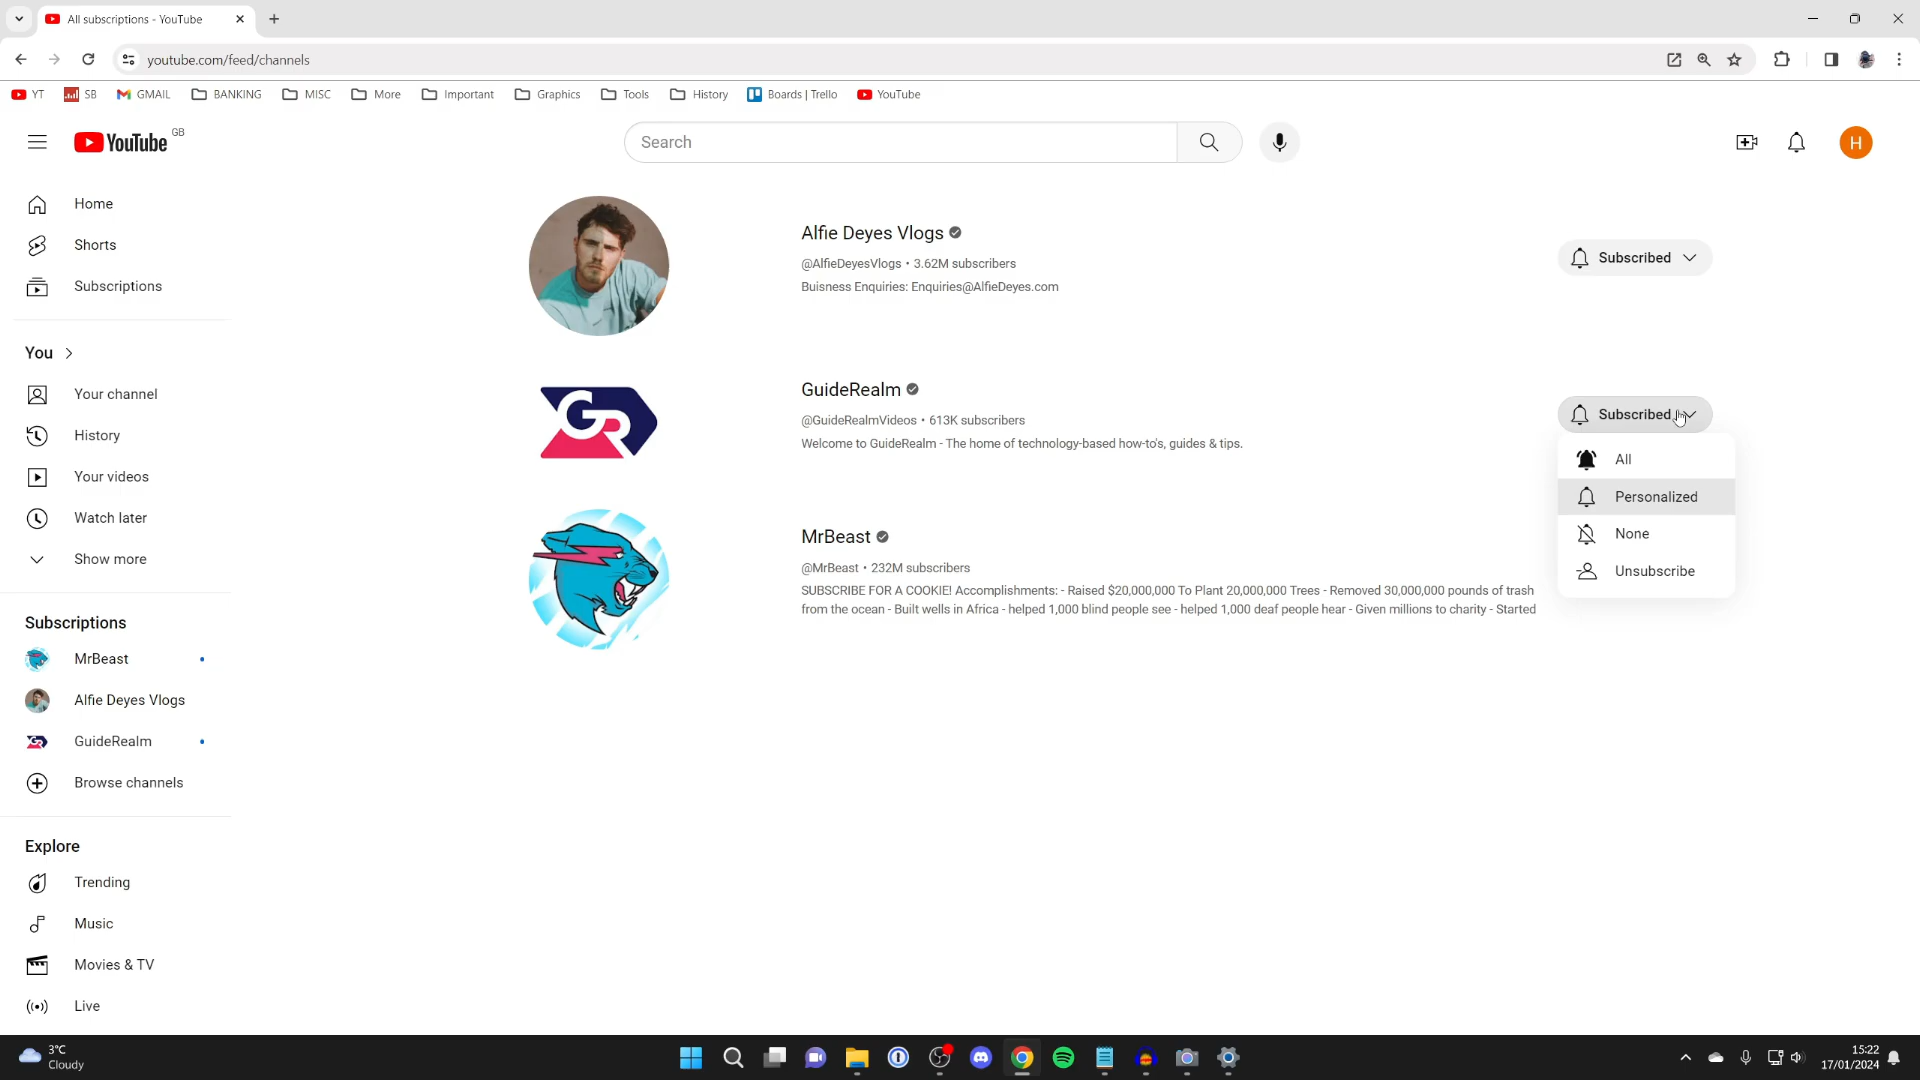 All subscriptions - YouTube
youtube.com/feed/channels
YT
SB
GMAIL
BANKING
MISC
More
Important
Graphics
Tools
History
Boards | Trello
YouTube
YouTube GB
Search
H
Home
Shorts
Subscriptions
You
Your channel
History
Your videos
Watch later
Show more
Subscriptions
MrBeast
Alfie Deyes Vlogs
GuideRealm
Browse channels
Explore
Trending
Music
Movies & TV
Live
Alfie Deyes Vlogs
@AlfieDeyesVlogs • 3.62M subscribers
Buisness Enquiries: Enquiries@AlfieDeyes.com
Subscribed
GR
GuideRealm
@GuideRealmVideos • 613K subscribers
Welcome to GuideRealm - The home of technology-based how-to's, guides & tips.
Subscribed
All
Personalized
None
Unsubscribe
MrBeast
@MrBeast • 232M subscribers
SUBSCRIBE FOR A COOKIE! Accomplishments: - Raised $20,000,000 To Plant 20,000,000 Trees - Removed 30,000,000 pounds of trash
from the ocean - Built wells in Africa - helped 1,000 blind people see - helped 1,000 deaf people hear - Given millions to charity - Started
3°C
Cloudy
15:22
17/01/2024